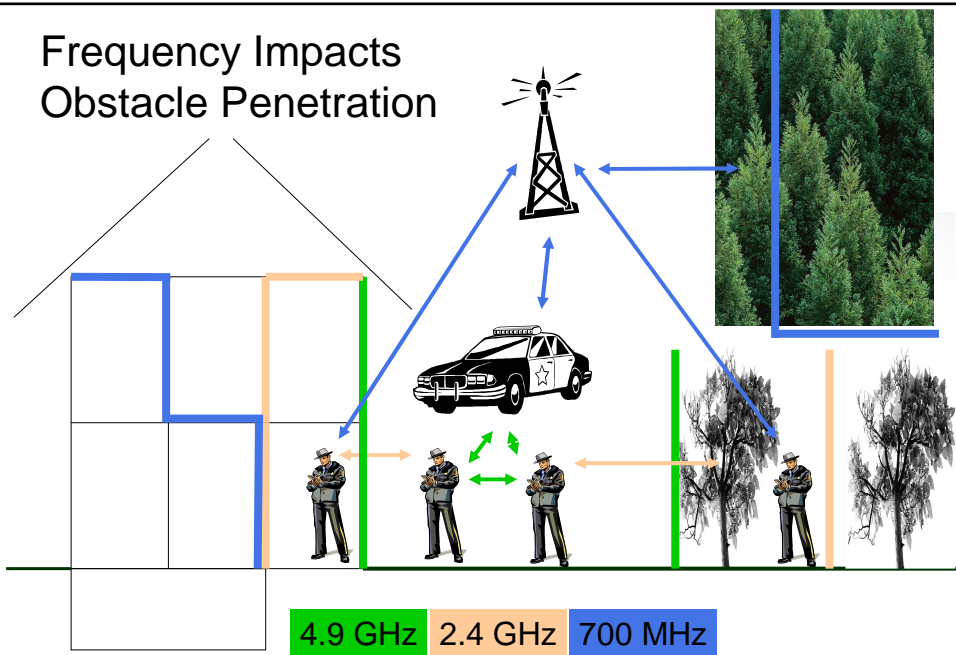 Frequency Impacts
Obstacle Penetration
4.9 GHz 2.4 GHz 700 MHz